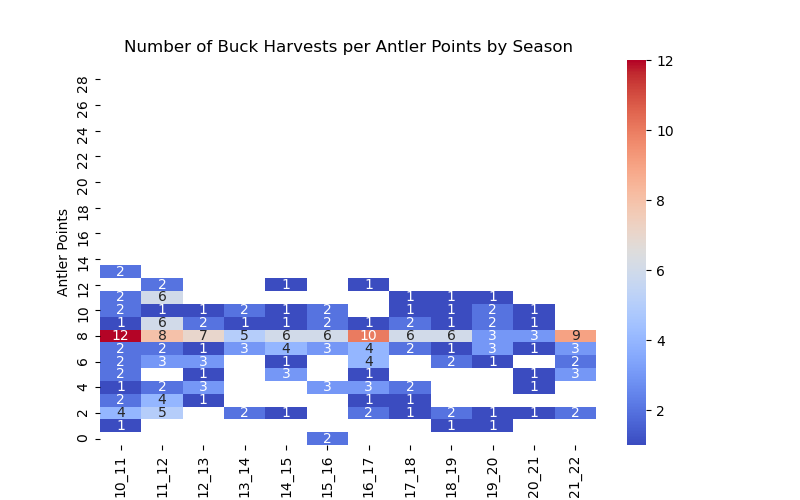 Number of Buck Harvests per Antler Points by Season
Antler Points
28
26
24
22
20
18
16
14
2
12 2 1 1
2 6 1 1 1
10 2 1 1 2 1 2 1 1 2 1
1 6 2 1 1 2 1 2 1 2 1
8 12 8 7 5 6 6 10 6 6 3 3 9
2 2 1 3 4 3 4 2 1 3 1 3
6 2 3 3 1 4 2 1 2
2 1 3 1 1 3
4 1 2 3 3 3 2 1
2 4 1 1 1
2 4 5 2 1 2 1 2 1 1 2
1 1 1
0 2
10_11 11_12 12_13 13_14 14_15 15_16 16_17 17_18 18_19 19_20 20_21 21_22
12
10
8
6
4
2